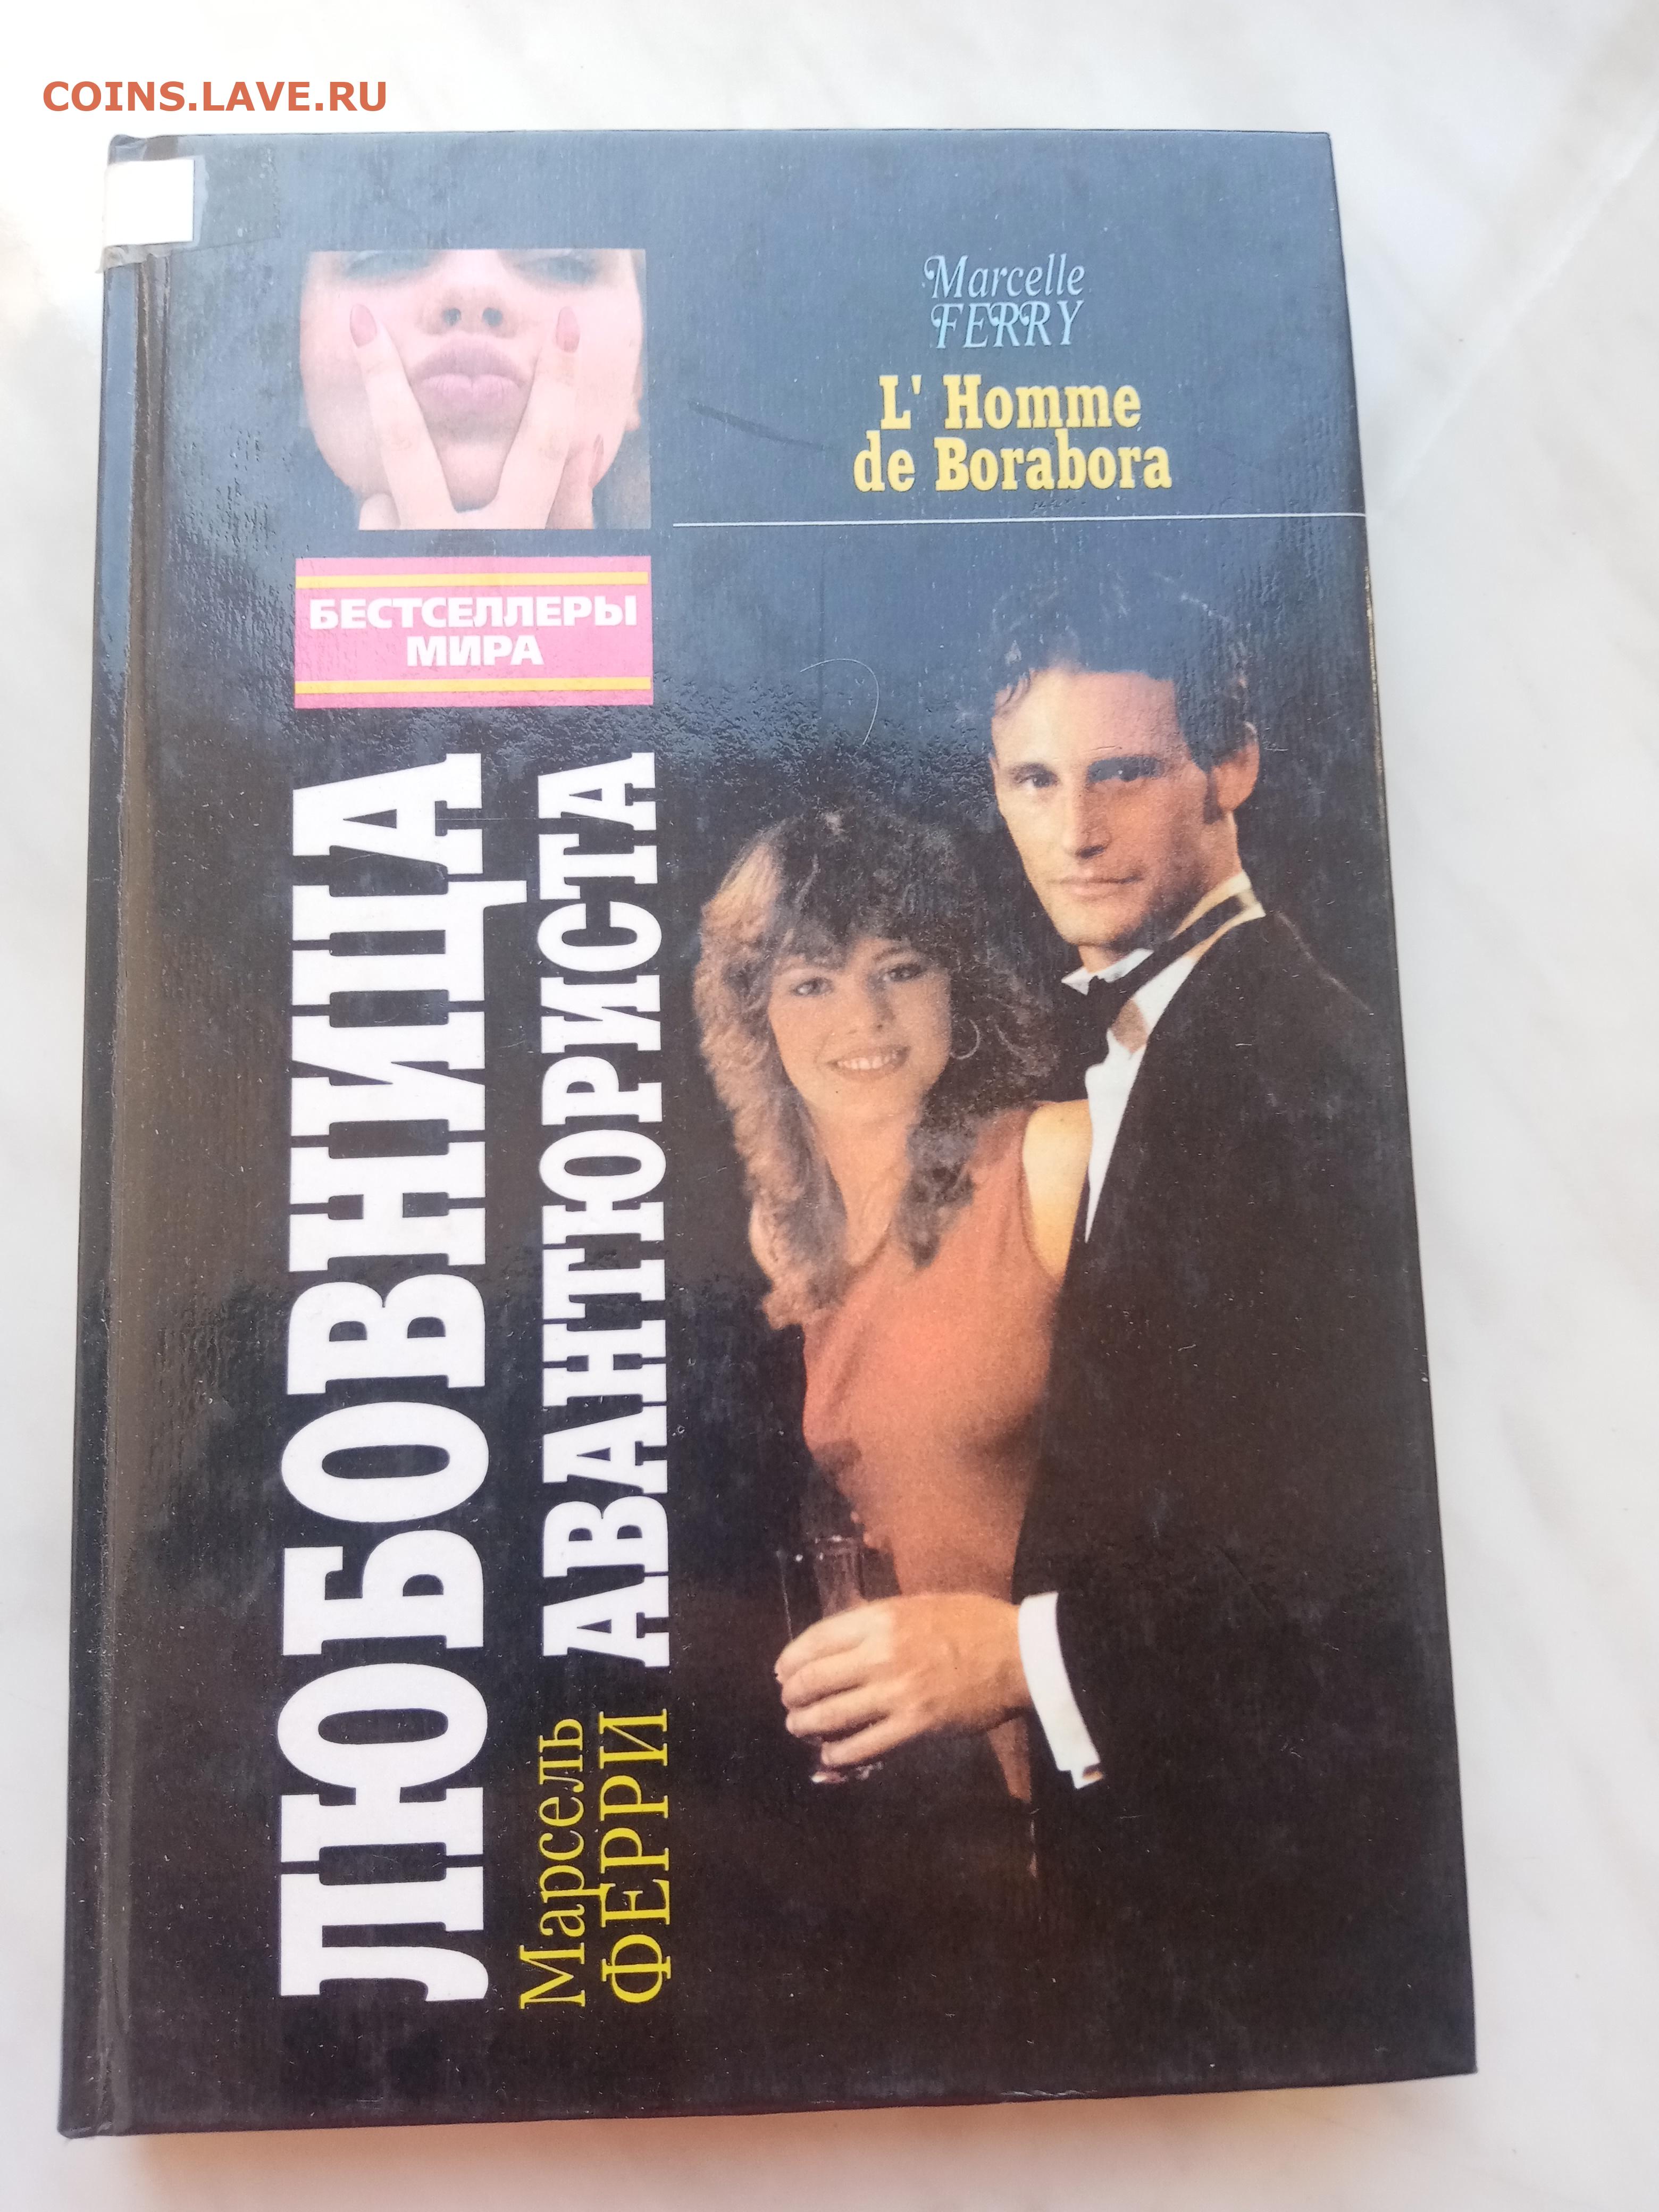 COINS.LAVE.RU
Marcelle
FERRY
L' Homme
de Borabora
БЕСТСЕЛЛЕРЫ
МИРА
ЛЮБОВНИЦА
АВАНТЮРИСТА
Марсель
ФЕРРИ